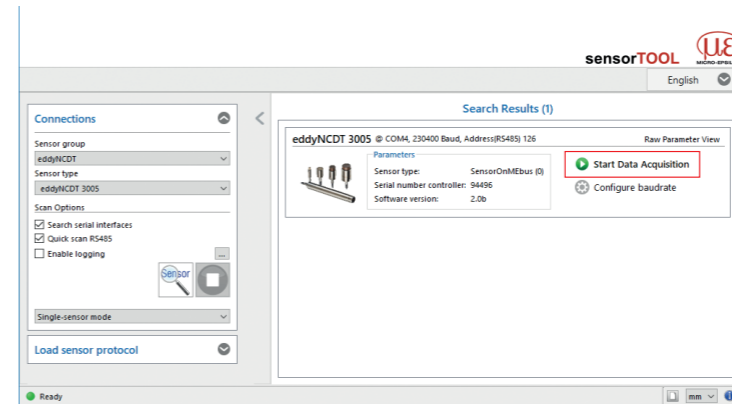 sensorTOOL
με
MICRO-EPSIL
English
Connections
Sensor group
eddyNCDT
Sensor type
eddyNCDT 3005
Scan Options
Search serial interfaces
Quick scan RS485
Enable logging
...
Sensor
Single-sensor mode
Load sensor protocol
Search Results (1)
eddyNCDT 3005 @ COM4, 230400 Baud, Address(RS485) 126
Raw Parameter View
Parameters
Sensor type: SensorOnMEbus (0)
Serial number controller: 94496
Software version: 2.0b
Start Data Acquisition
Configure baudrate
Ready
mm